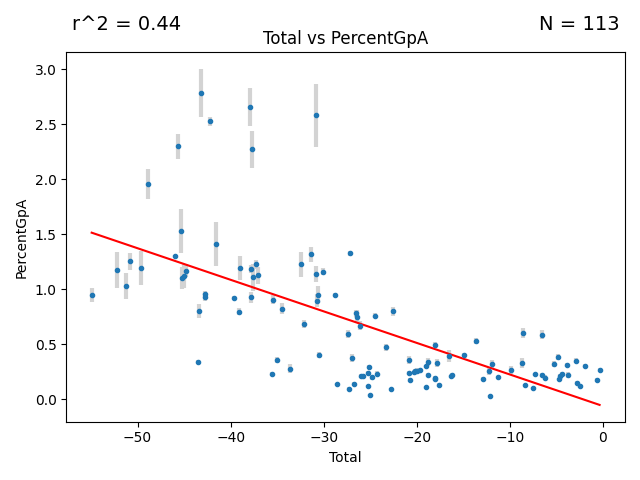 r^2 = 0.44 N = 113
Total vs PercentGpA
PercentGpA
3.0
2.5
2.0
1.5
1.0
0.5
0.0
−50 −40 −30 −20 −10 0
Total